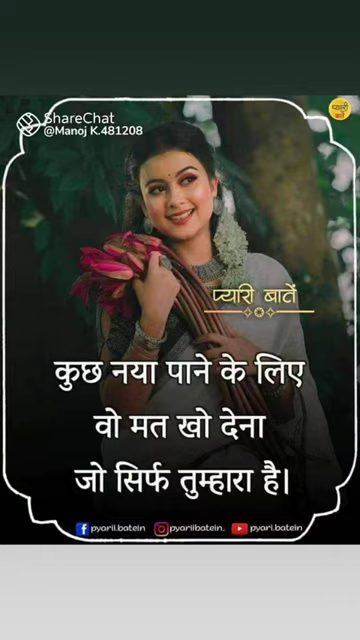 ShareChat
@Manoj K.481208
प्यारी बातें
प्यारी बातें
कुछ नया पाने के लिए
वो मत खो देना
जो सिर्फ तुम्हारा है।
pyarii.batein pyariibatein. pyari.batein